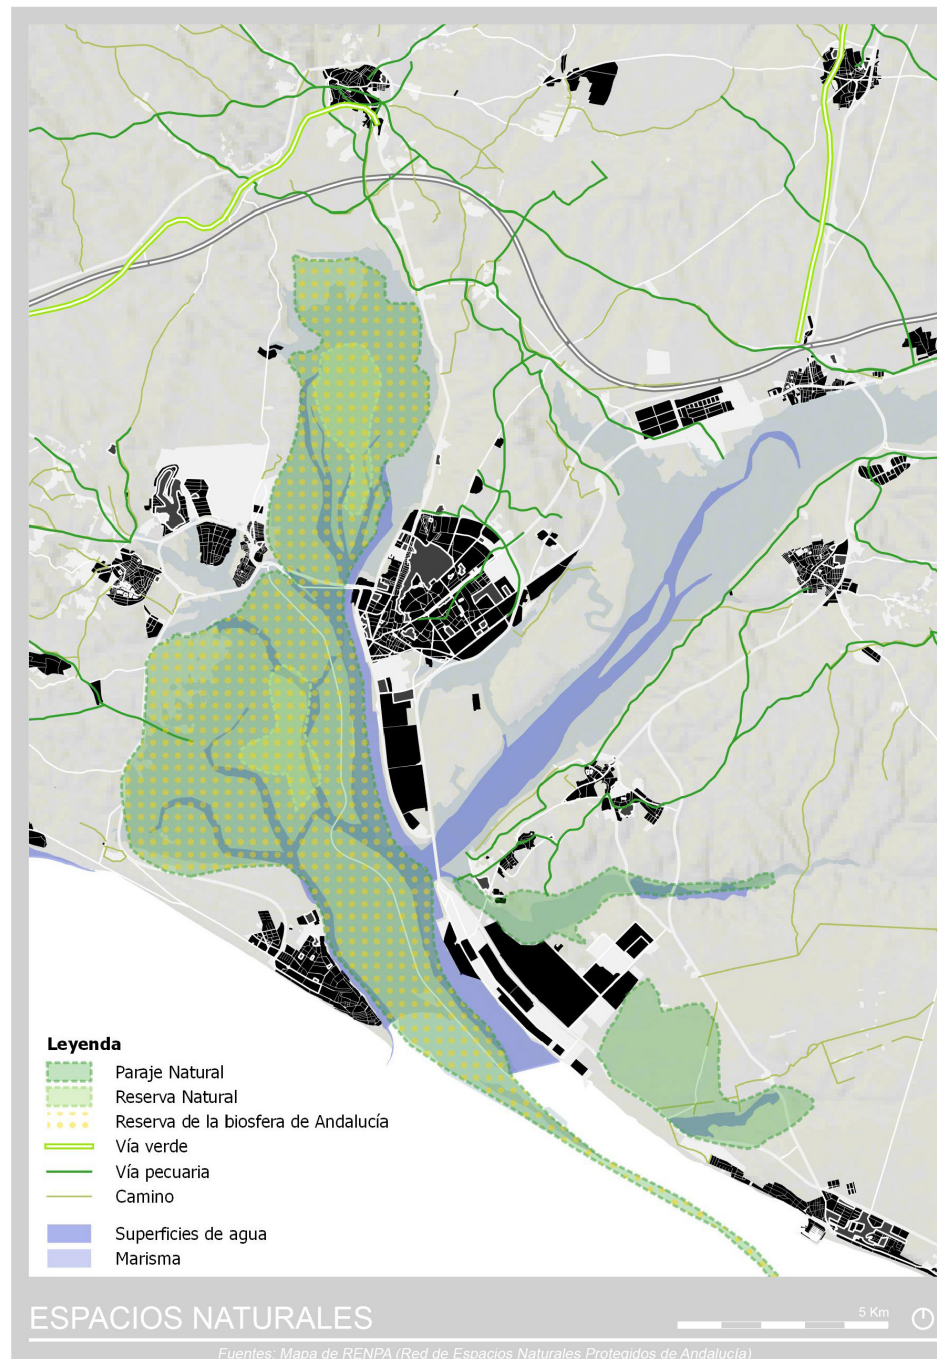 Leyenda
Paraje Natural
Reserva Natural
Reserva de la biosfera de Andalucía
Vía verde
Vía pecuaria
Camino
Superficies de agua
Marisma
ESPACIOS NATURALES
5 Km
Fuentes: Mapa de RENPA (Red de Espacios Naturales Protegidos de Andalucía)